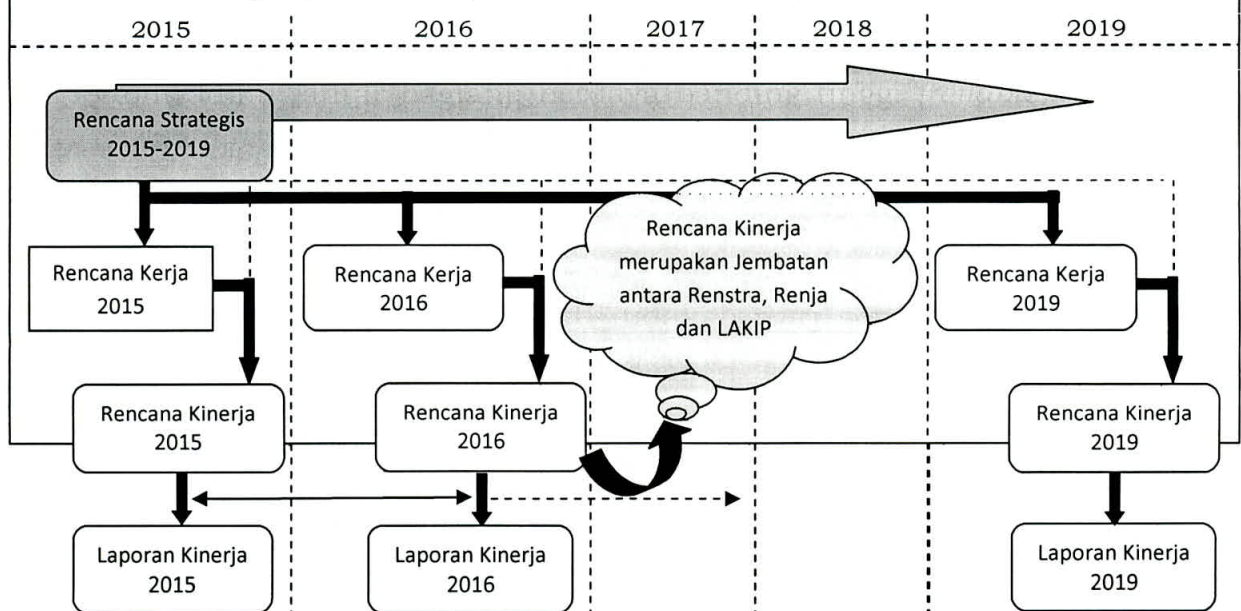 2015
2016
2017
2018
2019
Rencana Strategis
2015-2019
Rencana Kerja
2015
Rencana Kerja
2016
Rencana Kinerja
merupakan Jembatan
antara Renstra, Renja
dan LAKIP
Rencana Kerja
2019
Rencana Kinerja
2015
Rencana Kinerja
2016
Rencana Kinerja
2019
Laporan Kinerja
2015
Laporan Kinerja
2016
Laporan Kinerja
2019